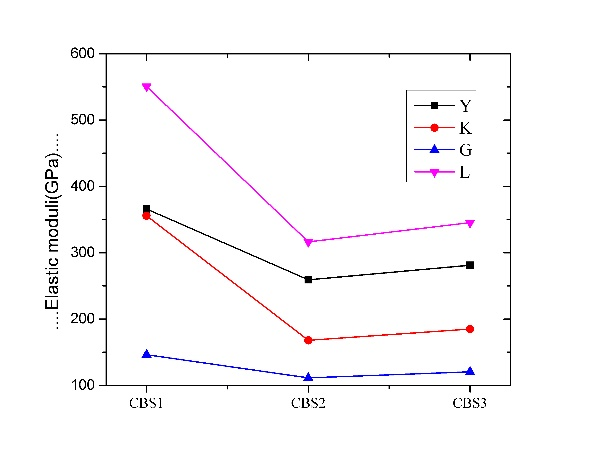 600
500
400
300
200
100
....Elastic moduli(GPa)....
Y
K
G
L
CBS1 CBS2 CBS3